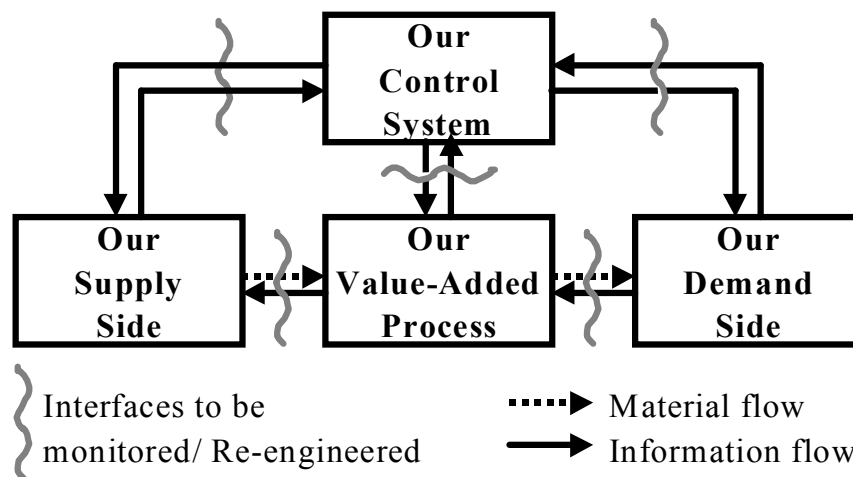 Our
Control
System
Our
Supply
Side
Our
Value-Added
Process
Our
Demand
Side
Interfaces to be
monitored/ Re-engineered
Material flow
Information flow